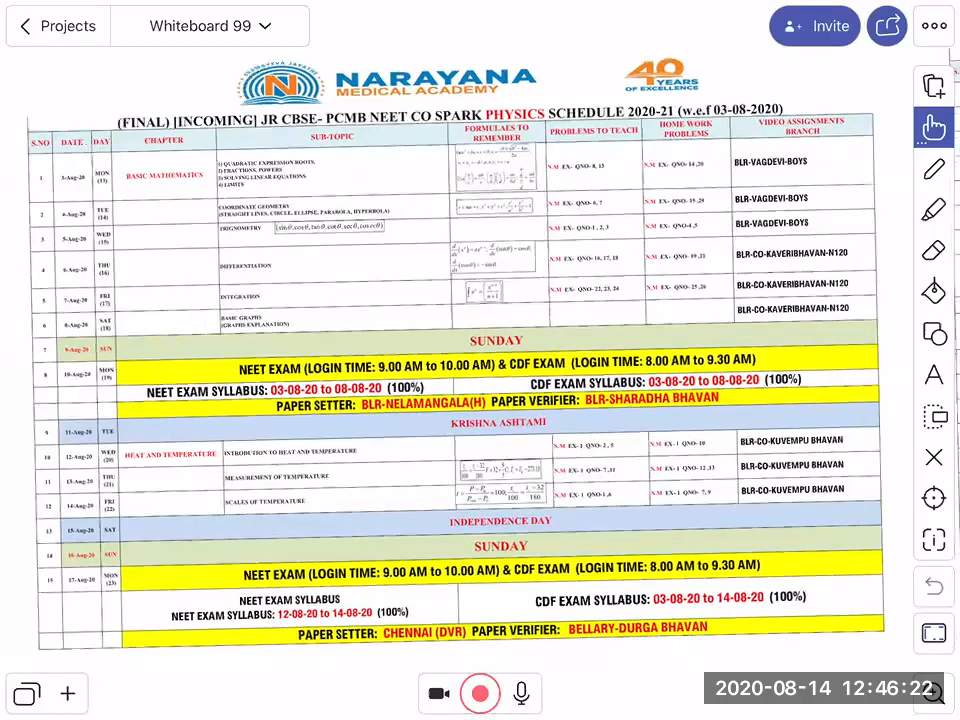 Projects
Whiteboard 99
Invite
NARAYANA
MEDICAL ACADEMY
40
YEARS
OF EXCELLENCE
(FINAL) [INCOMING] JR CBSE- PCMB NEET CO SPARK PHYSICS SCHEDULE 2020-21 (w.e.f 03-08-2020)
S.NO DATE . DAY CHAPTER SUB-TOPIC FORMULAES TO REMEMBER PROBLEMS TO TEACH HOME WORK PROBLEMS VIDEO ASSIGNMENTS BRANCH
1 3-Aug-20 MON (13) BASIC MATHEMATICS 1) QUADRATIC EXPRESSION ROOTS, N.M EX- QNO- 8, 13 N.M EX- QNO- 14 ,20 BLR-VAGDEVI-BOYS
2) FRACTIONS, POWERS
3) SOLVING LINEAR EQUATIONS
4) LIMITS
2 4-Aug-20 TUE (14) COORDINATE GEOMETRY N.M EX- QNO- 6, 7 N.M EX- QNO- 15 ,29 BLR-VAGDEVI-BOYS
(STRAIGHT LINES, CIRCLE, ELLIPSE, PARABOFA, HYPERBOLA)
3 5-Aug-20 WED (15) TRIGNOMETRY [sin θ, cos θ, tan θ, cot θ, sec θ, cosec θ] N.M EX- QNO-1, 2, 3 N.M EX- QNO-4 ,5 BLR-VAGDEVI-BOYS
4 6-Aug-20 THU (16) DIFFERENTIATION N.M EX- QNO- 16, 17, 18 N.M EX- QNO- 19 ,21 BLR-CO-KAVERIBHAVAN-N120
5 7-Aug-20 FRI (17) INTEGRATION N.M EX- QNO- 22, 23, 24 N.M EX- QNO- 25 ,26 BLR-CO-KAVERIBHAVAN-N120
6 8-Aug-20 SAT (18) BASIC GRAPHS BLR-CO-KAVERIBHAVAN-N120
(GRAPHS EXPLANATION)
7 9-Aug-20 SUN SUNDAY
8 10-Aug-20 MON (19) NEET EXAM (LOGIN TIME: 9.00 AM to 10.00 AM) & CDF EXAM (LOGIN TIME: 8.00 AM to 9.30 AM)
NEET EXAM SYLLABUS: 03-08-20 to 08-08-20 (100%) CDF EXAM SYLLABUS: 03-08-20 to 08-08-20 (100%)
PAPER SETTER: BLR-NELAMANGALA(H) PAPER VERIFIER: BLR-SHARADHA BHAVAN
9 11-Aug-20 TUE KRISHNA ASHTAMI
10 12-Aug-20 WED (20) HEAT AND TEMPERATURE INTRODUCTION TO HEAT AND TEMPERATURE N.M EX-1 QNO-2 , 5 N.M EX- 1 QNO- 10 BLR-CO-KUVEMPU BHAVAN
11 13-Aug-20 THU (21) MEASUREMENT OF TEMPERATURE N.M EX-1 QNO-7 ,11 N.M EX- 1 QNO- 12 ,13 BLR-CO-KUVEMPU BHAVAN
12 14-Aug-20 FRI (22) SCALES OF TEMPERATURE N.M EX-1 QNO-1 ,6 N.M EX- 1 QNO- 7, 9 BLR-CO-KUVEMPU BHAVAN
13 15-Aug-20 SAT INDEPENDENCE DAY
14 16-Aug-20 SUN SUNDAY
15 17-Aug-20 MON (23) NEET EXAM (LOGIN TIME: 9.00 AM to 10.00 AM) & CDF EXAM (LOGIN TIME: 8.00 AM to 9.30 AM)
NEET EXAM SYLLABUS
NEET EXAM SYLLABUS: 12-08-20 to 14-08-20 (100%) CDF EXAM SYLLABUS: 03-08-20 to 14-08-20 (100%)
PAPER SETTER: CHENNAI (DVR) PAPER VERIFIER: BELLARY-DURGA BHAVAN
2020-08-14 12:46:22